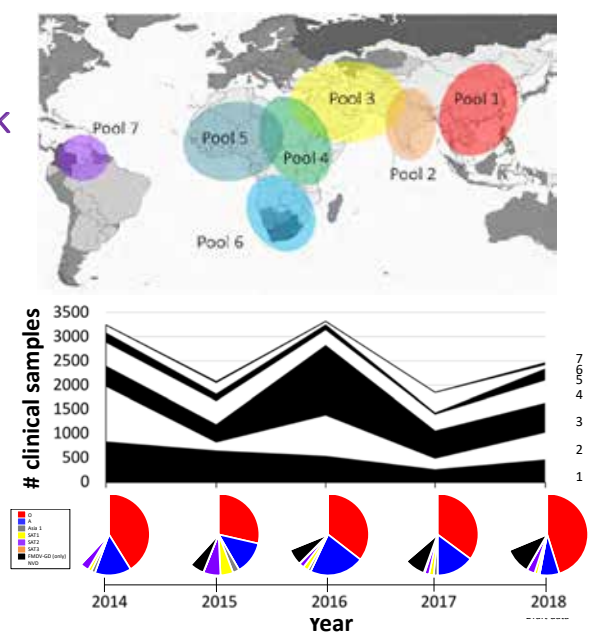 K
Pool 3
Pool 1
Pool 7
Pool 5
Pool 4
Pool 2
Pool 6
# clinical samples
3500
3000
2500
2000
1500
1000
500
0
7
6
5
4
3
2
1
O
A
Asia 1
SAT1
SAT2
SAT3
FMDV-GD (only)
NVD
2014
2015
2016
2017
2018
Year